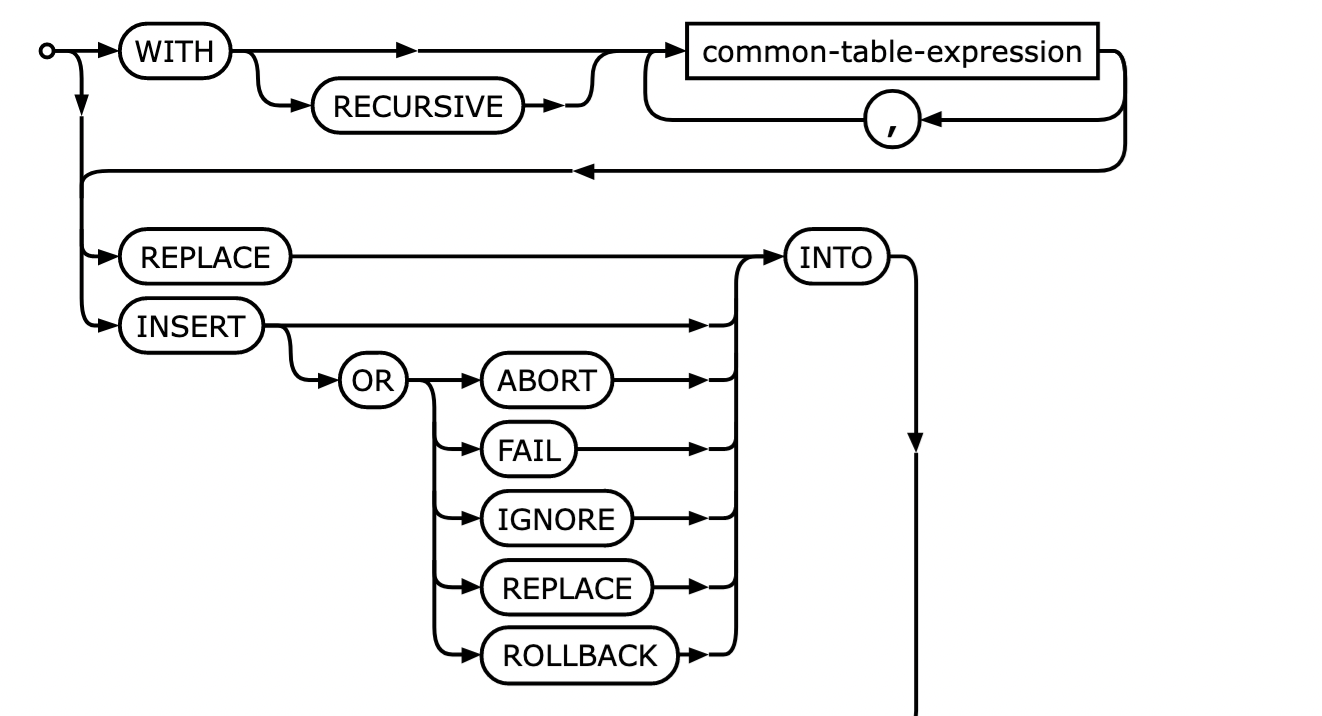 WITH common-table-expression
RECURSIVE ,
REPLACE INTO
INSERT
OR ABORT
FAIL
IGNORE
REPLACE
ROLLBACK